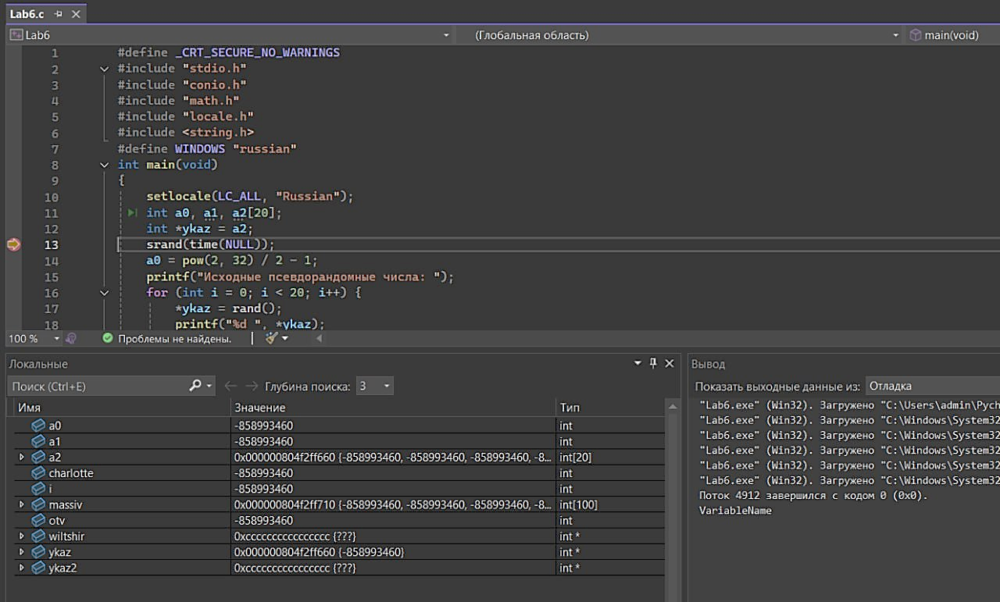 Lab6.c
Lab6 (Глобальная область) main(void)
1 #define _CRT_SECURE_NO_WARNINGS
2 #include "stdio.h"
3 #include "conio.h"
4 #include "math.h"
5 #include "locale.h"
6 #include <string.h>
7 #define WINDOWS "russian"
8 int main(void)
9 {
10 setlocale(LC_ALL, "Russian");
11 int a0, a1, a2[20];
12 int *ykaz = a2;
13 srand(time(NULL));
14 a0 = pow(2, 32) / 2 - 1;
15 printf("Исходные псевдорандомные числа: ");
16 for (int i = 0; i < 20; i++) {
17 *ykaz = rand();
18 printf("%d ", *ykaz);
100 % Проблемы не найдены.
Локальные
Поиск (Ctrl+E) Глубина поиска: 3
Имя Значение Тип
a0 -858993460 int
a1 -858993460 int
a2 0x000000804f2ff660 {-858993460, -858993460, -858993460, -8... int[20]
charlotte -858993460 int
i -858993460 int
massiv 0x000000804f2ff710 {-858993460, -858993460, -858993460, -8... int[100]
otv -858993460 int
wiltshir 0xcccccccccccccccc {???} int *
ykaz 0x000000804f2ff660 {-858993460} int *
ykaz2 0xcccccccccccccccc {???} int *
Вывод
Показать выходные данные из: Отладка
"Lab6.exe" (Win32). Загружено "C:\Users\admin\Pych
"Lab6.exe" (Win32). Загружено "C:\Windows\System32
"Lab6.exe" (Win32). Загружено "C:\Windows\System32
"Lab6.exe" (Win32). Загружено "C:\Windows\System32
"Lab6.exe" (Win32). Загружено "C:\Windows\System32
"Lab6.exe" (Win32). Загружено "C:\Windows\System32
Поток 4912 завершился с кодом 0 (0x0).
VariableName